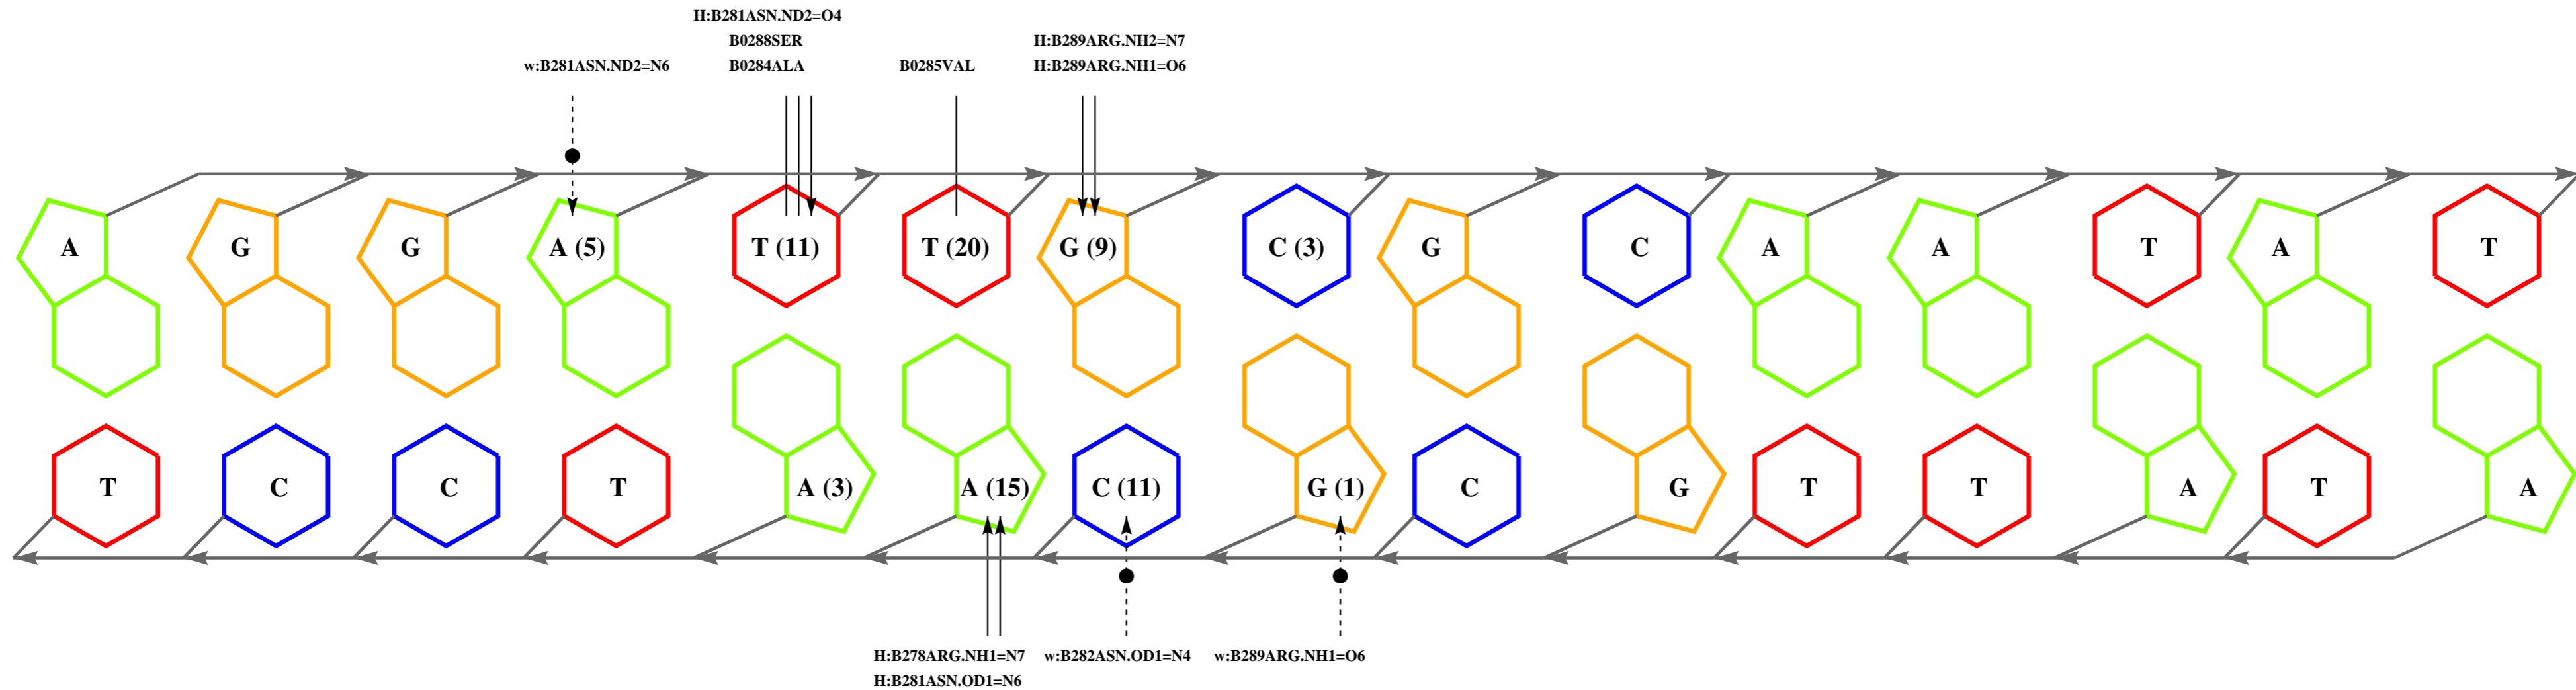 H:B281ASN.ND2=O4
B0288SER
H:B289ARG.NH2=N7
w:B281ASN.ND2=N6
B0284ALA
B0285VAL
H:B289ARG.NH1=O6
A G G A (5) T (11) T (20) G (9) C (3) G C A A T A T
T C C T A (3) A (15) C (11) G (1) C G T T A T A
H:B278ARG.NH1=N7
w:B282ASN.OD1=N4
w:B289ARG.NH1=O6
H:B281ASN.OD1=N6